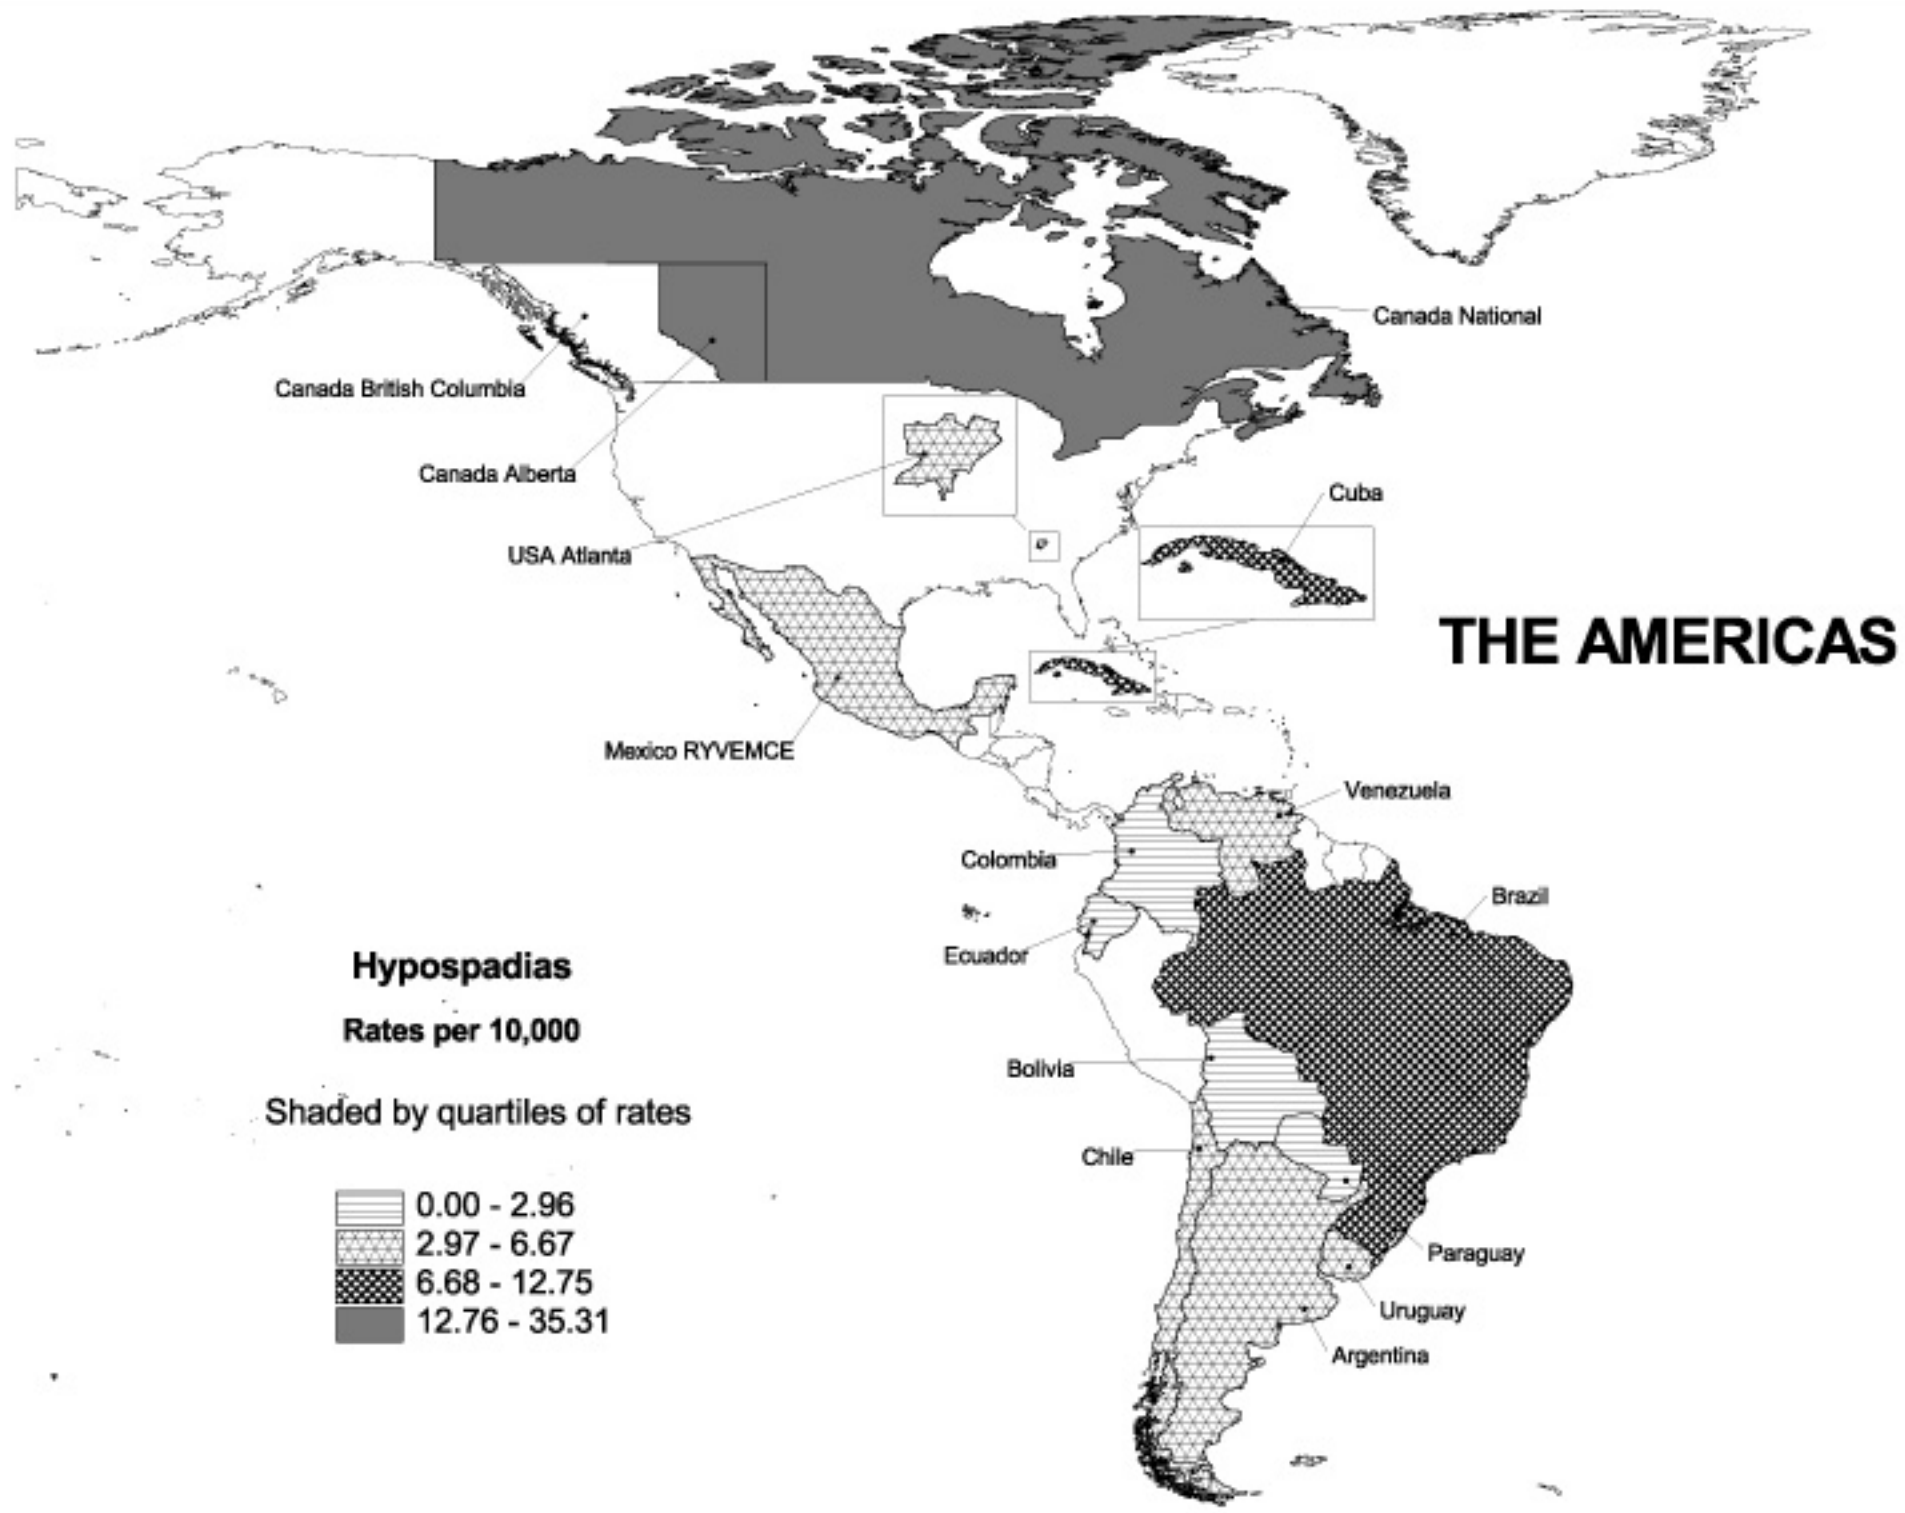 Canada National
Canada British Columbia
Canada Alberta
Cuba
USA Atlanta
THE AMERICAS
Mexico RYVEMCE
Venezuela
Colombia
Brazil
Ecuador
Hypospadias
Rates per 10,000
Bolivia
Shaded by quartiles of rates
Chile
0.00 - 2.96
2.97 - 6.67
Paraguay
6.68 - 12.75
Uruguay
12.76 - 35.31
Argentina